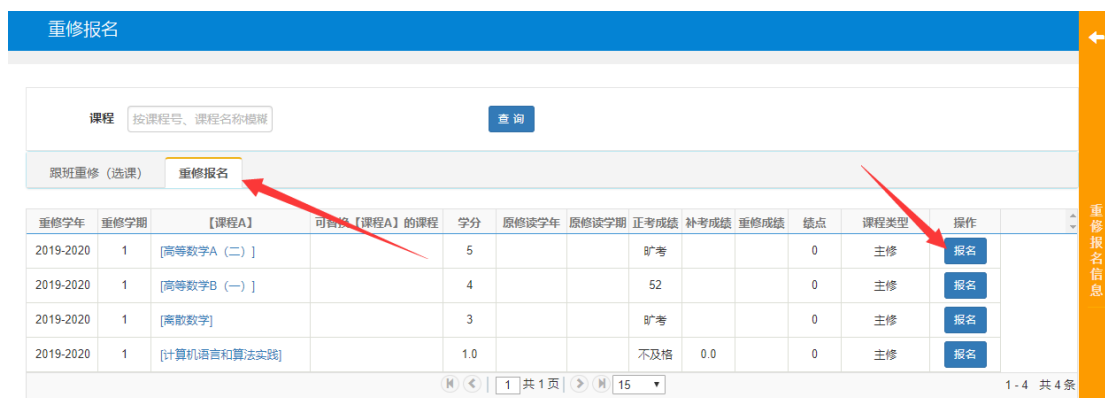 重修报名
课程 按课程号、课程名称模糊 查 询
跟班重修（选课） 重修报名
重修学年 重修学期 【课程A】 可替换【课程A】的课程 学分 原修读学年 原修读学期 正考成绩 补考成绩 重修成绩 绩点 课程类型 操作
2019-2020 1 [高等数学A（二）] 5 旷考 0 主修 报名
2019-2020 1 [高等数学B（一）] 4 52 0 主修 报名
2019-2020 1 [离散数学] 3 旷考 0 主修 报名
2019-2020 1 [计算机语言和算法实践] 1.0 不及格 0.0 0 主修 报名
1 共 1 页 15 1 - 4 共 4 条
重修报名信息